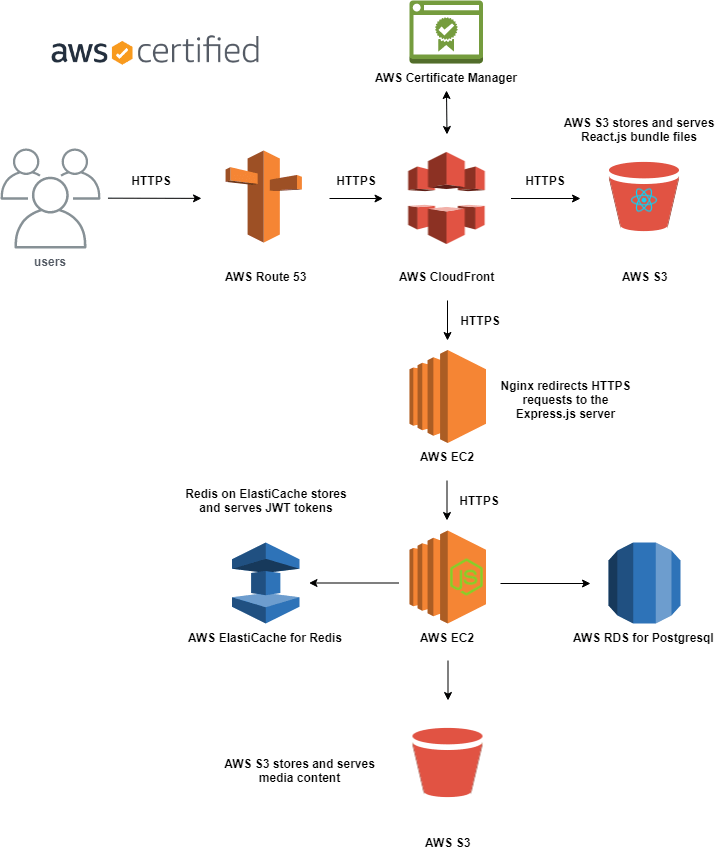 aws certified
AWS Certificate Manager
AWS S3 stores and serves
React.js bundle files
HTTPS
HTTPS
HTTPS
users
AWS Route 53
AWS CloudFront
AWS S3
HTTPS
Nginx redirects HTTPS
requests to the
Express.js server
AWS EC2
HTTPS
Redis on ElastiCache stores
and serves JWT tokens
JS
AWS ElastiCache for Redis
AWS EC2
AWS RDS for Postgresql
AWS S3 stores and serves
media content
AWS S3